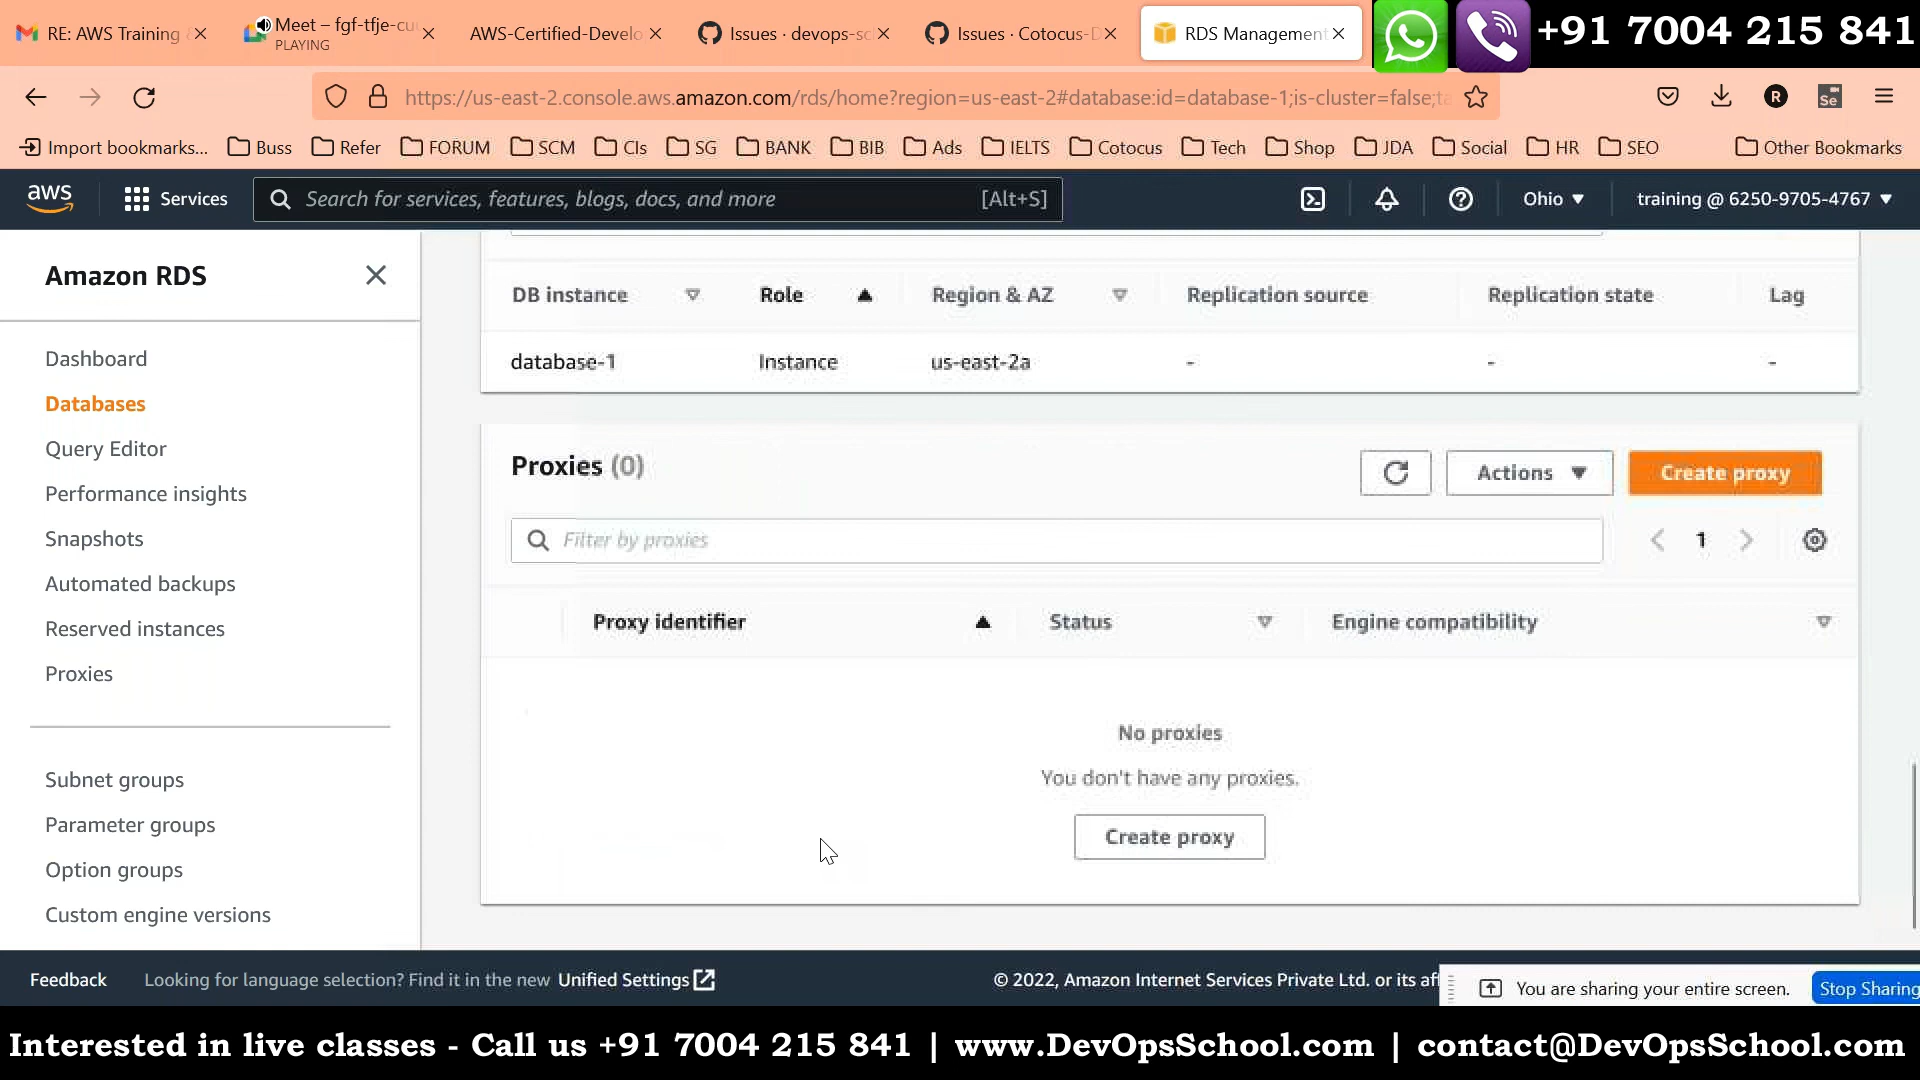 RE: AWS Training
Meet – fgf-tfje-cu
PLAYING
AWS-Certified-Develo
Issues · devops-sc
Issues · Cotocus-D
RDS Management
+91 7004 215 841
https://us-east-2.console.aws.amazon.com/rds/home?region=us-east-2#database:id=database-1;is-cluster=false;ta
R
Se
Import bookmarks...
Buss
Refer
FORUM
SCM
CIs
SG
BANK
BIB
Ads
IELTS
Cotocus
Tech
Shop
JDA
Social
HR
SEO
Other Bookmarks
aws
Services
Search for services, features, blogs, docs, and more
[Alt+S]
Ohio
training @ 6250-9705-4767
Amazon RDS
Dashboard
Databases
Query Editor
Performance insights
Snapshots
Automated backups
Reserved instances
Proxies
Subnet groups
Parameter groups
Option groups
Custom engine versions
DB instance
Role
Region & AZ
Replication source
Replication state
Lag
database-1
Instance
us-east-2a
-
-
-
Proxies (0)
Actions
Create proxy
Filter by proxies
1
Proxy identifier
Status
Engine compatibility
No proxies
You don't have any proxies.
Create proxy
Feedback
Looking for language selection? Find it in the new Unified Settings
© 2022, Amazon Internet Services Private Ltd. or its aff
You are sharing your entire screen.
Stop Sharing
Interested in live classes - Call us +91 7004 215 841 | www.DevOpsSchool.com | contact@DevOpsSchool.com